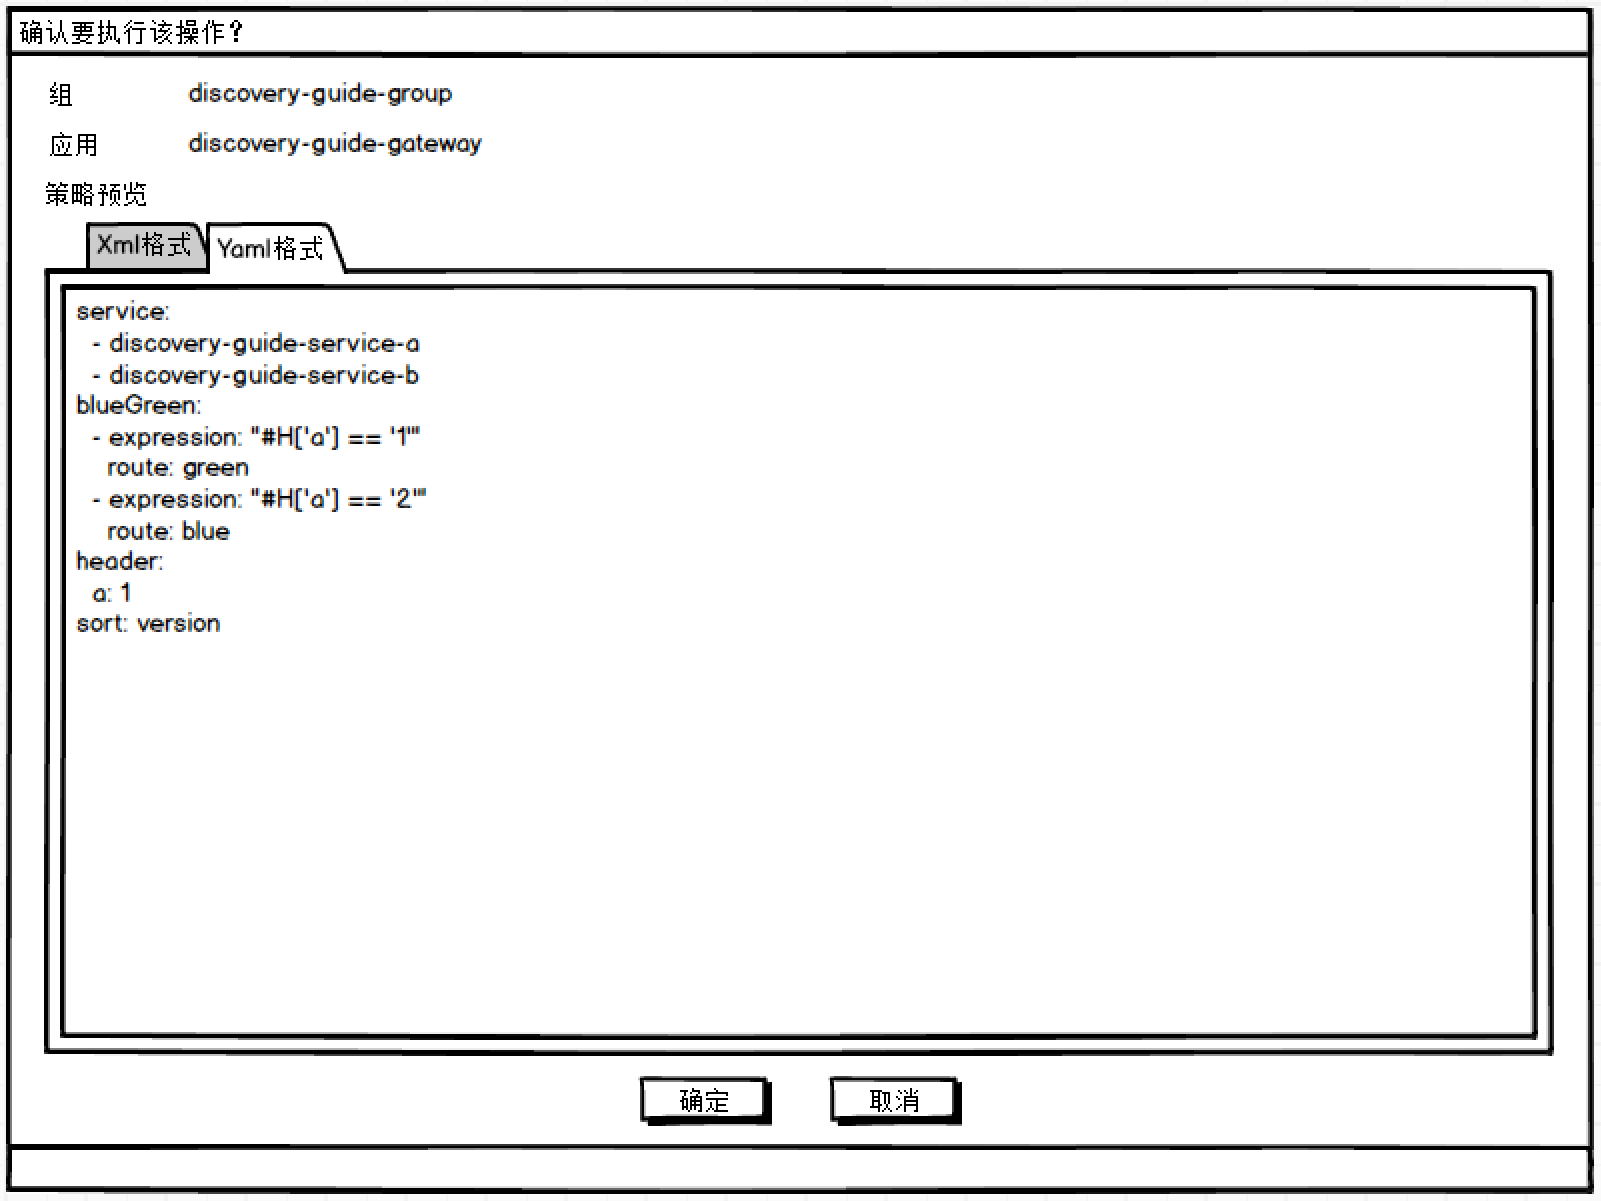 确认要执行该操作?
组 discovery-guide-group
应用 discovery-guide-gateway
策略预览
Xml格式 Yaml格式
service:
  - discovery-guide-service-a
  - discovery-guide-service-b
blueGreen:
  - expression: "#H['a'] == '1'"
    route: green
  - expression: "#H['a'] == '2'"
    route: blue
header:
  a: 1
sort: version
确定 取消